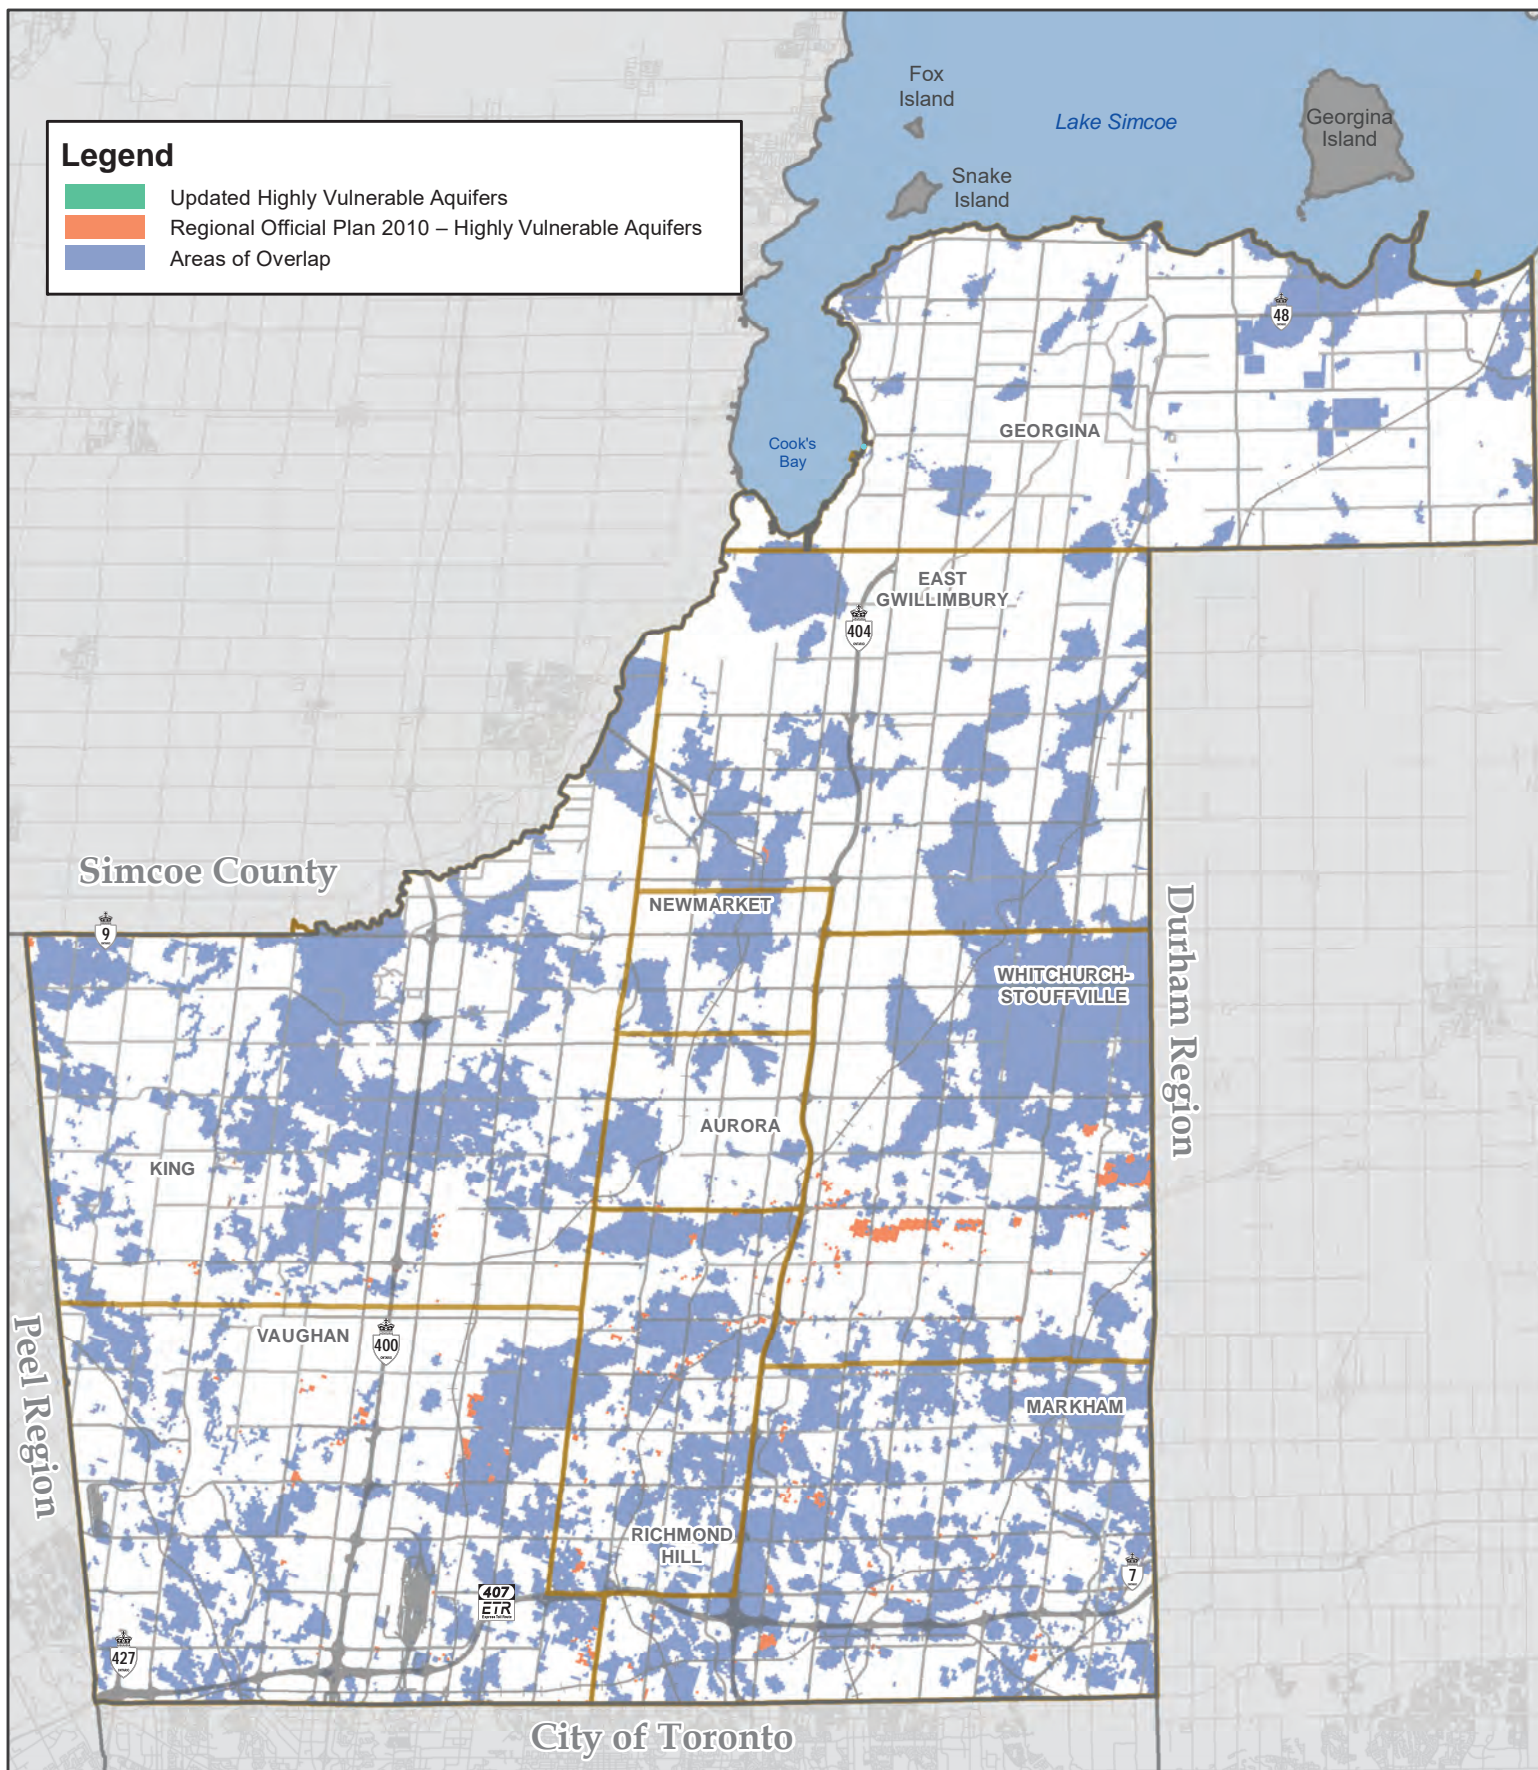 Fox
Island
Lake Simcoe
Georgina
Island
Snake
Island
Legend
Updated Highly Vulnerable Aquifers
Regional Official Plan 2010 – Highly Vulnerable Aquifers
Areas of Overlap
48
GEORGINA
Cook's
Bay
EAST
GWILLIMBURY
404
Simcoe County
9
NEWMARKET
Durham Region
WHITCHURCH-
STOUFFVILLE
AURORA
KING
Peel Region
VAUGHAN
400
MARKHAM
RICHMOND
HILL
7
407
ETR
427
City of Toronto